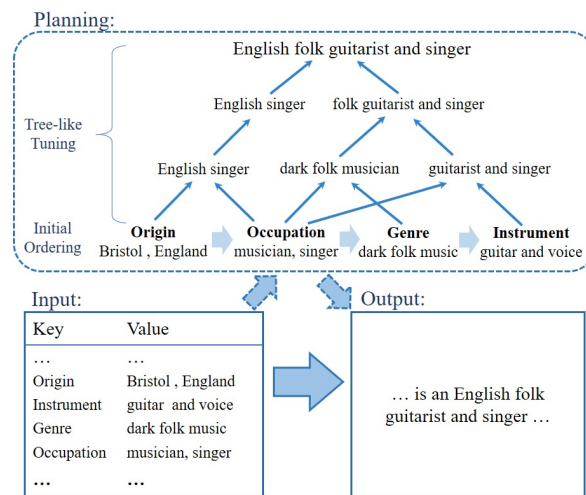 Planning:
English folk guitarist and singer
English singer folk guitarist and singer
Tree-like
Tuning
English singer dark folk musician guitarist and singer
Initial
Ordering
Origin Occupation Genre Instrument
Bristol , England musician, singer dark folk music guitar and voice
Input: Output:
Key Value
... ...
Origin Bristol , England
Instrument guitar and voice
Genre dark folk music
Occupation musician, singer
... ...
... is an English folk
guitarist and singer ...